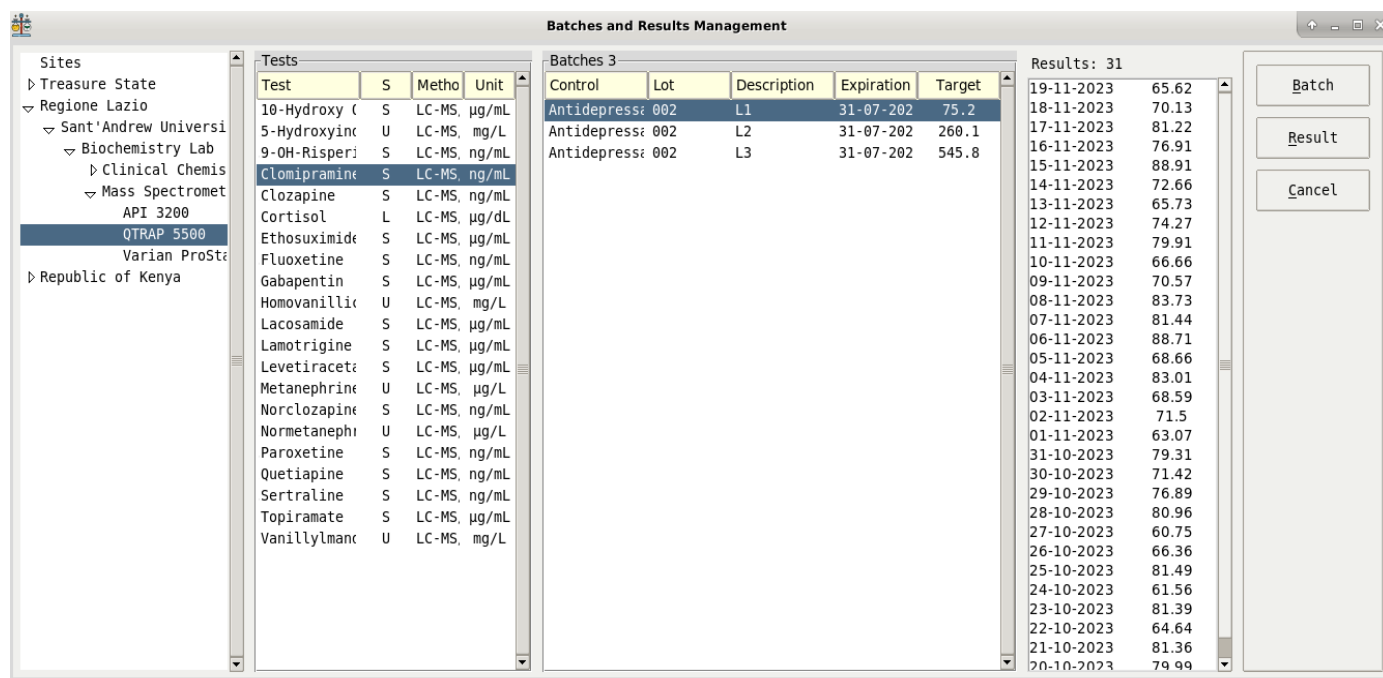 Batches and Results Management
Sites
Treasure State
Regione Lazio
Sant'Andrew Universi
Biochemistry Lab
Clinical Chemis
Mass Spectromet
API 3200
QTRAP 5500
Varian ProSta
Republic of Kenya
Tests
Test S Metho Unit
10-Hydroxy C S LC-MS, µg/mL
5-Hydroxyinc U LC-MS, mg/L
9-OH-Risperi S LC-MS, ng/mL
Clomipramine S LC-MS, ng/mL
Clozapine S LC-MS, ng/mL
Cortisol L LC-MS, µg/dL
Ethosuximide S LC-MS, µg/mL
Fluoxetine S LC-MS, ng/mL
Gabapentin S LC-MS, µg/mL
Homovanillic U LC-MS, mg/L
Lacosamide S LC-MS, µg/mL
Lamotrigine S LC-MS, µg/mL
Levetiraceta S LC-MS, µg/mL
Metanephrine U LC-MS, µg/L
Norclozapine S LC-MS, ng/mL
Normetanephr U LC-MS, µg/L
Paroxetine S LC-MS, ng/mL
Quetiapine S LC-MS, ng/mL
Sertraline S LC-MS, ng/mL
Topiramate S LC-MS, µg/mL
Vanillylmand U LC-MS, mg/L
Batches 3
Control Lot Description Expiration Target
Antidepressa 002 L1 31-07-202 75.2
Antidepressa 002 L2 31-07-202 260.1
Antidepressa 002 L3 31-07-202 545.8
Results: 31
19-11-2023 65.62
18-11-2023 70.13
17-11-2023 81.22
16-11-2023 76.91
15-11-2023 88.91
14-11-2023 72.66
13-11-2023 65.73
12-11-2023 74.27
11-11-2023 79.91
10-11-2023 66.66
09-11-2023 70.57
08-11-2023 83.73
07-11-2023 81.44
06-11-2023 88.71
05-11-2023 68.66
04-11-2023 83.01
03-11-2023 68.59
02-11-2023 71.5
01-11-2023 63.07
31-10-2023 79.31
30-10-2023 71.42
29-10-2023 76.89
28-10-2023 80.96
27-10-2023 60.75
26-10-2023 66.36
25-10-2023 81.49
24-10-2023 61.56
23-10-2023 81.39
22-10-2023 64.64
21-10-2023 81.36
20-10-2023 79.99
Batch
Result
Cancel